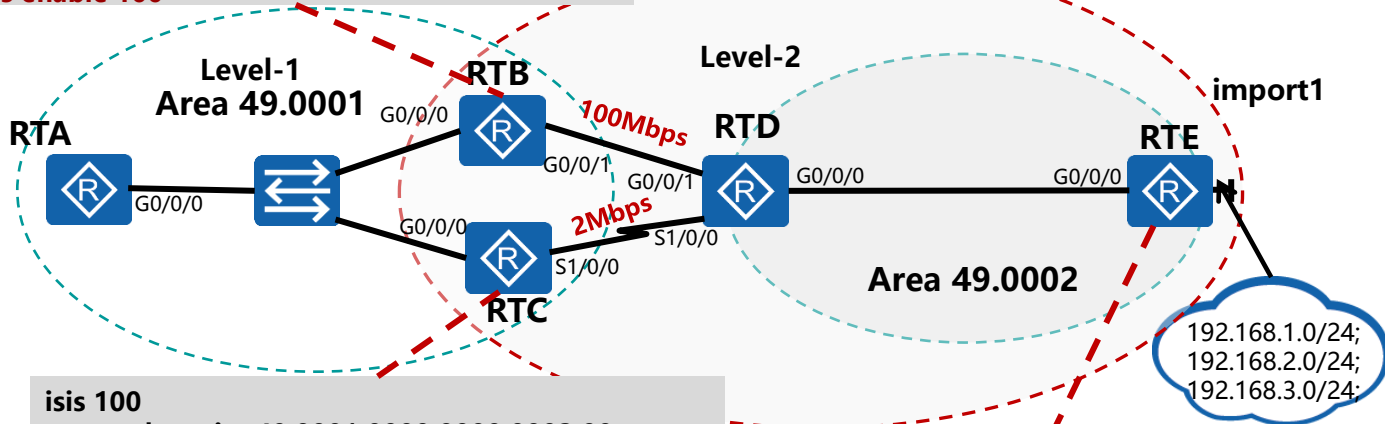 s enable 100
Level-1
Area 49.0001
RTA
G0/0/0
G0/0/0
RTB
G0/0/1
100Mbps
G0/0/0
RTC
S1/0/0
2Mbps
Level-2
RTD
G0/0/1
S1/0/0
G0/0/0
G0/0/0
RTE
import1
Area 49.0002
192.168.1.0/24;
192.168.2.0/24;
192.168.3.0/24;
isis 100